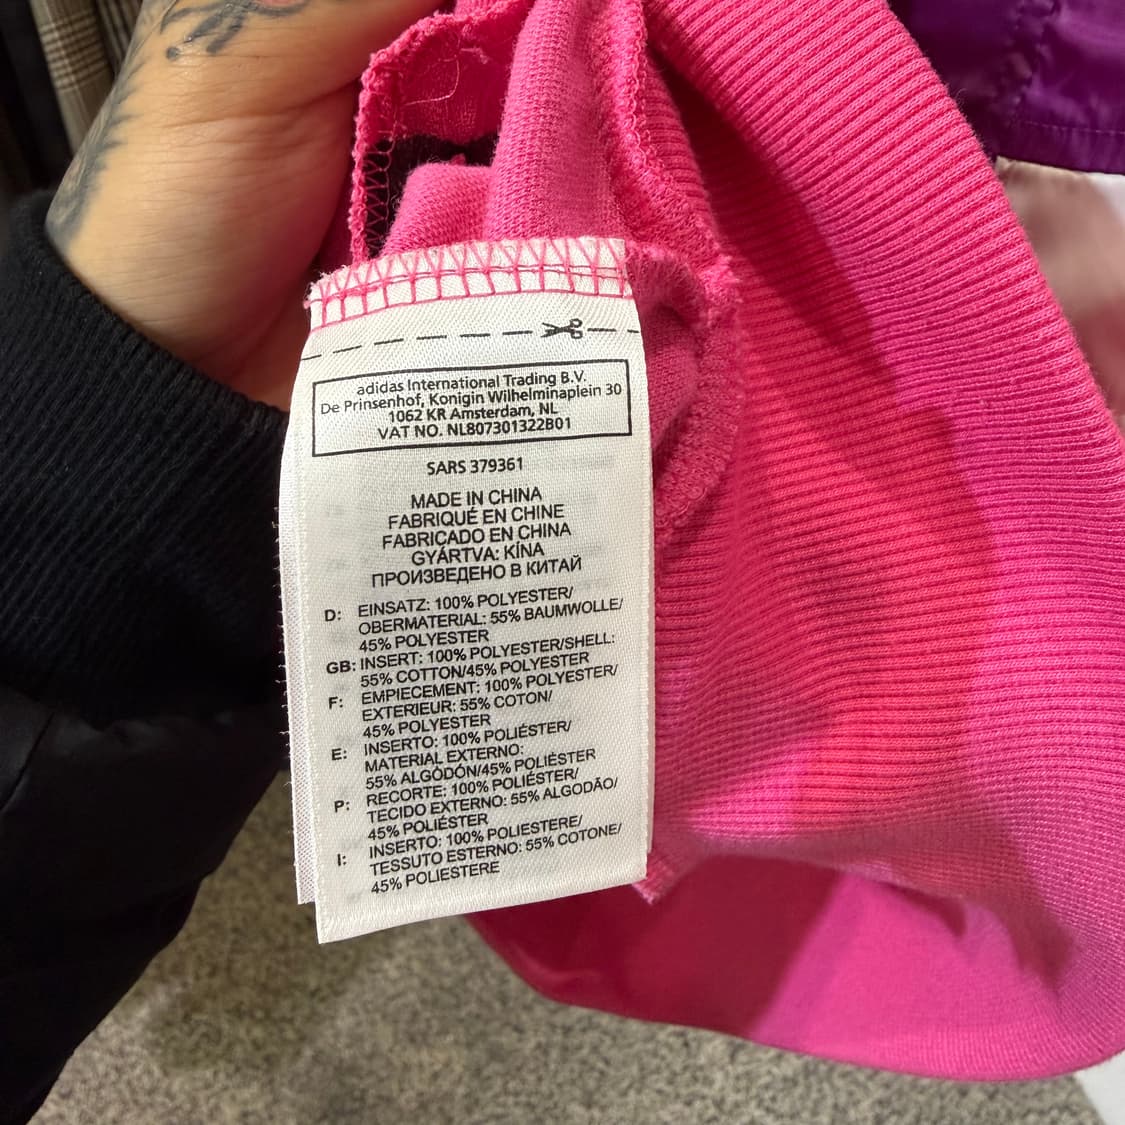 adidas International Trading B.V.
De Prinsenhof, Konigin Wilhelminaplein 30
1062 KR Amsterdam, NL
VAT NO. NL807301322B01
SARS 379361
MADE IN CHINA
FABRIQUÉ EN CHINE
FABRICADO EN CHINA
GYÁRTVA: KÍNA
ПРОИЗВЕДЕНО В КИТАЙ
D: EINSATZ: 100% POLYESTER/
OBERMATERIAL: 55% BAUMWOLLE/
45% POLYESTER
GB: INSERT: 100% POLYESTER/SHELL:
55% COTTON/45% POLYESTER
F: EMPIECEMENT: 100% POLYESTER/
EXTERIEUR: 55% COTON/
45% POLYESTER
E: INSERTO: 100% POLIÉSTER/
MATERIAL EXTERNO:
55% ALGÓDÓN/45% POLIÉSTER
P: RECORTE: 100% POLIÉSTER/
TECIDO EXTERNO: 55% ALGODÃO/
45% POLIÉSTER
I: INSERTO: 100% POLIESTERE/
TESSUTO ESTERNO: 55% COTONE/
45% POLIESTERE